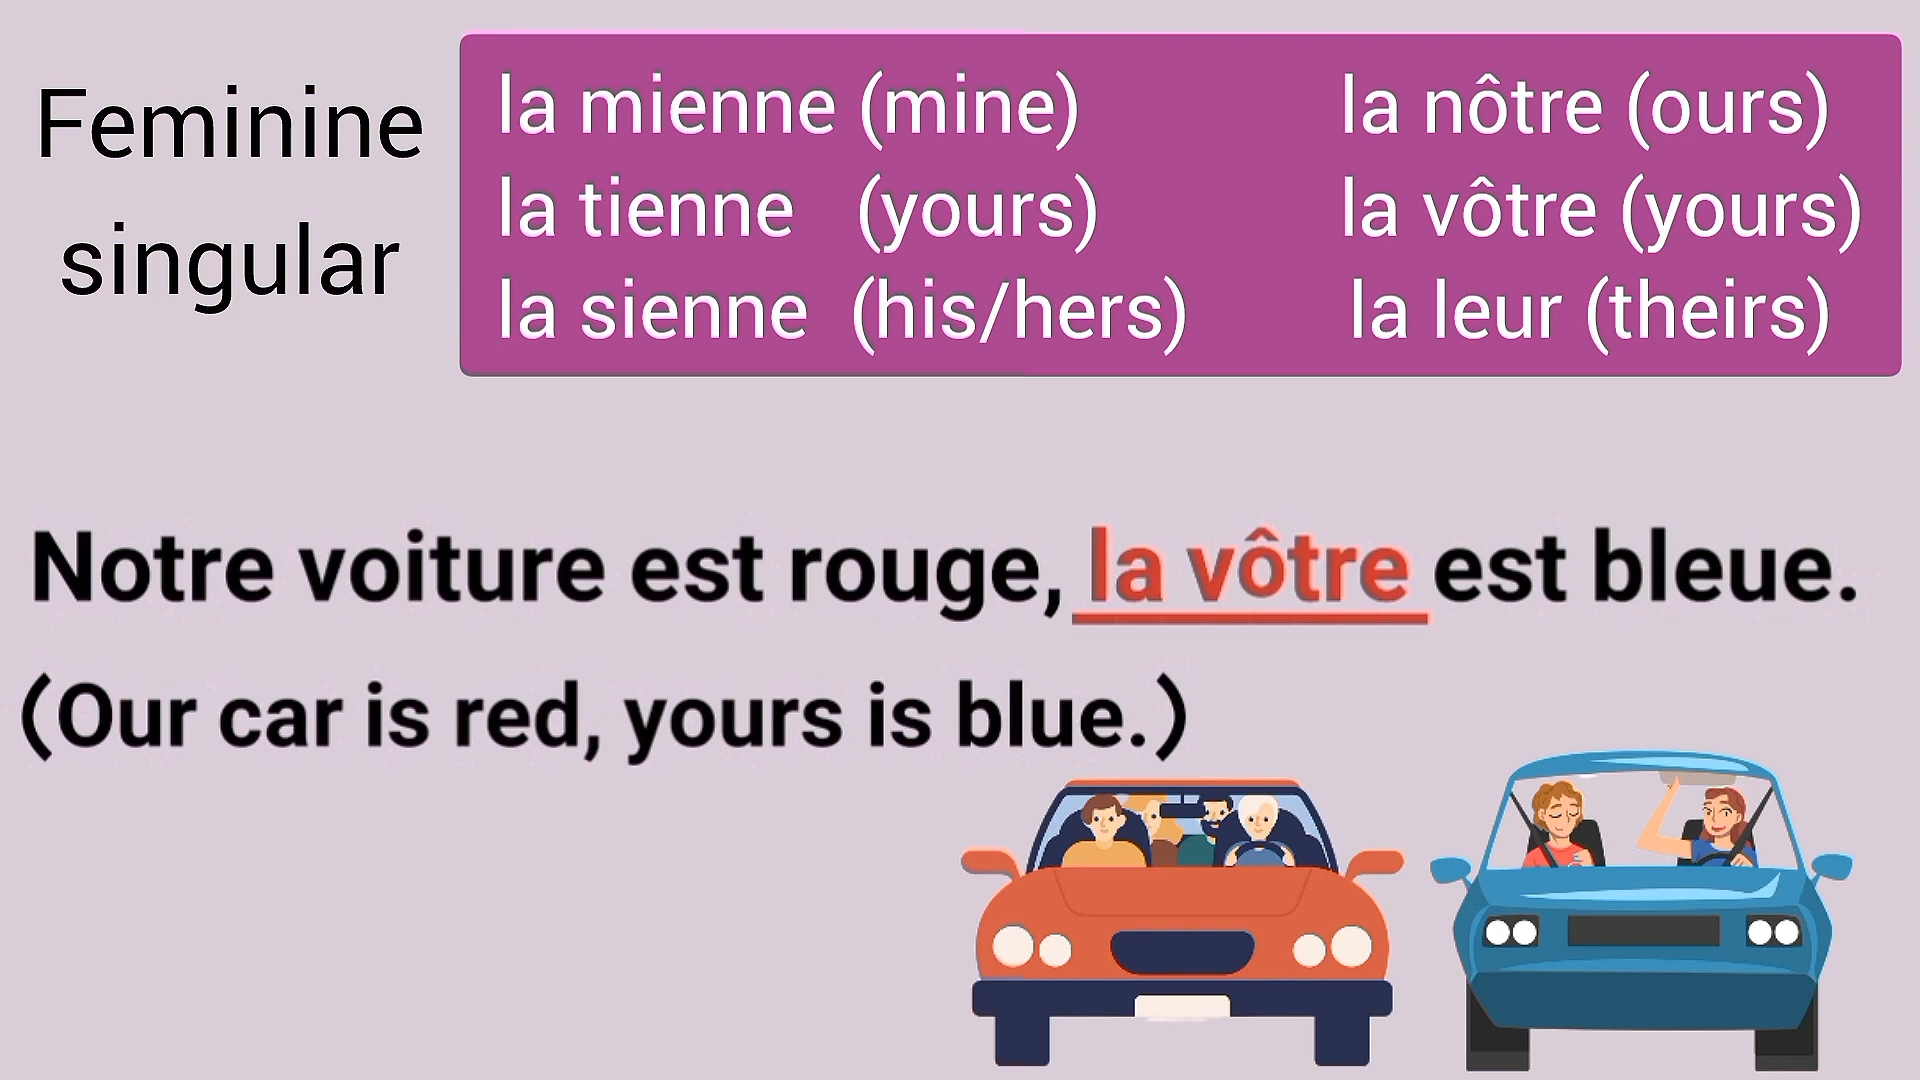 Feminine
singular
la mienne (mine)
la tienne (yours)
la sienne (his/hers)
la nôtre (ours)
la vôtre (yours)
la leur (theirs)
Notre voiture est rouge, la vôtre est bleue.
(Our car is red, yours is blue.)